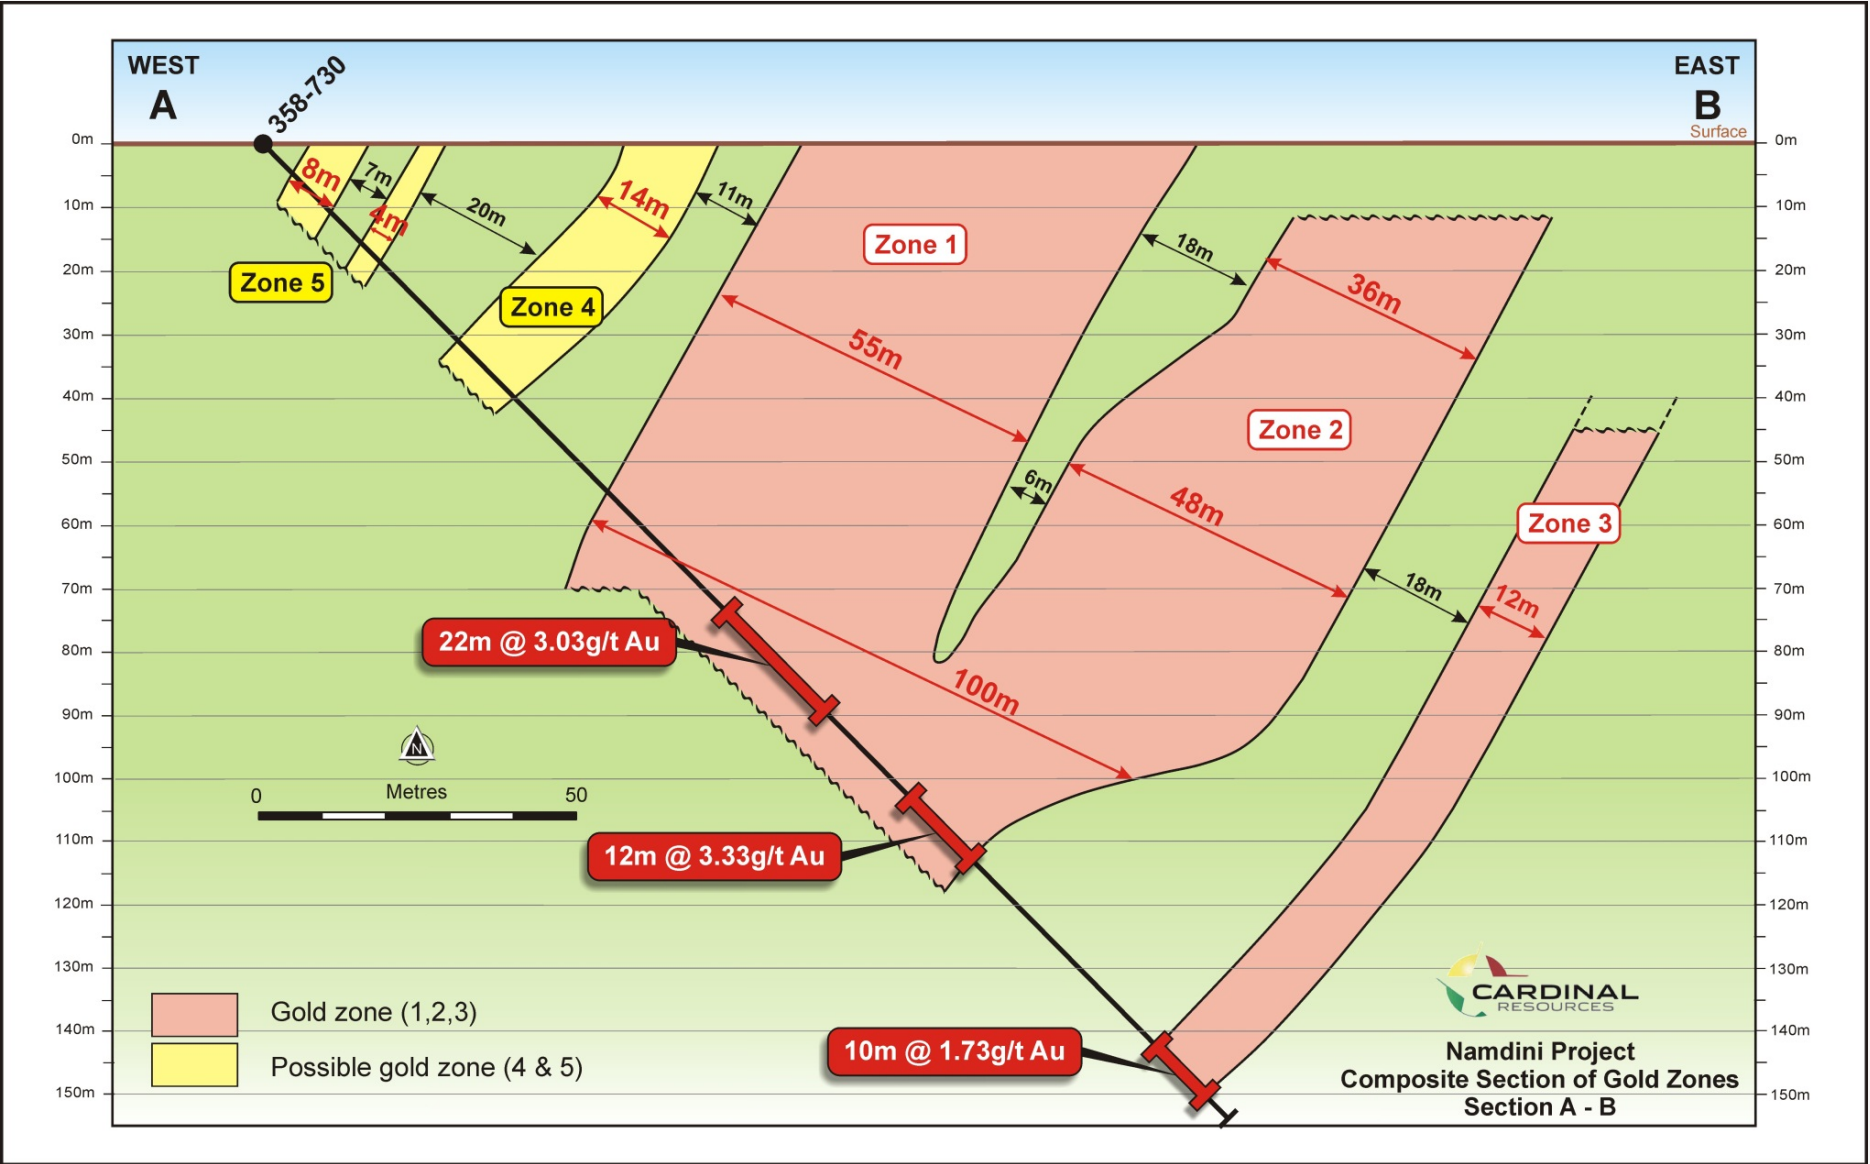 WEST
A
358-730
EAST
B
Surface
0m
0m
8m
7m
4m
20m
14m
11m
10m
10m
Zone 1
18m
20m
20m
Zone 5
Zone 4
36m
30m
30m
55m
40m
40m
Zone 2
50m
50m
6m
48m
60m
60m
Zone 3
70m
70m
18m
12m
22m @ 3.03g/t Au
80m
80m
100m
90m
90m
N
100m
100m
Metres
0
50
110m
110m
12m @ 3.33g/t Au
120m
120m
130m
130m
CARDINAL
RESOURCES
Gold zone (1,2,3)
140m
140m
10m @ 1.73g/t Au
Possible gold zone (4 & 5)
150m
150m
Namdini Project
Composite Section of Gold Zones
Section A - B